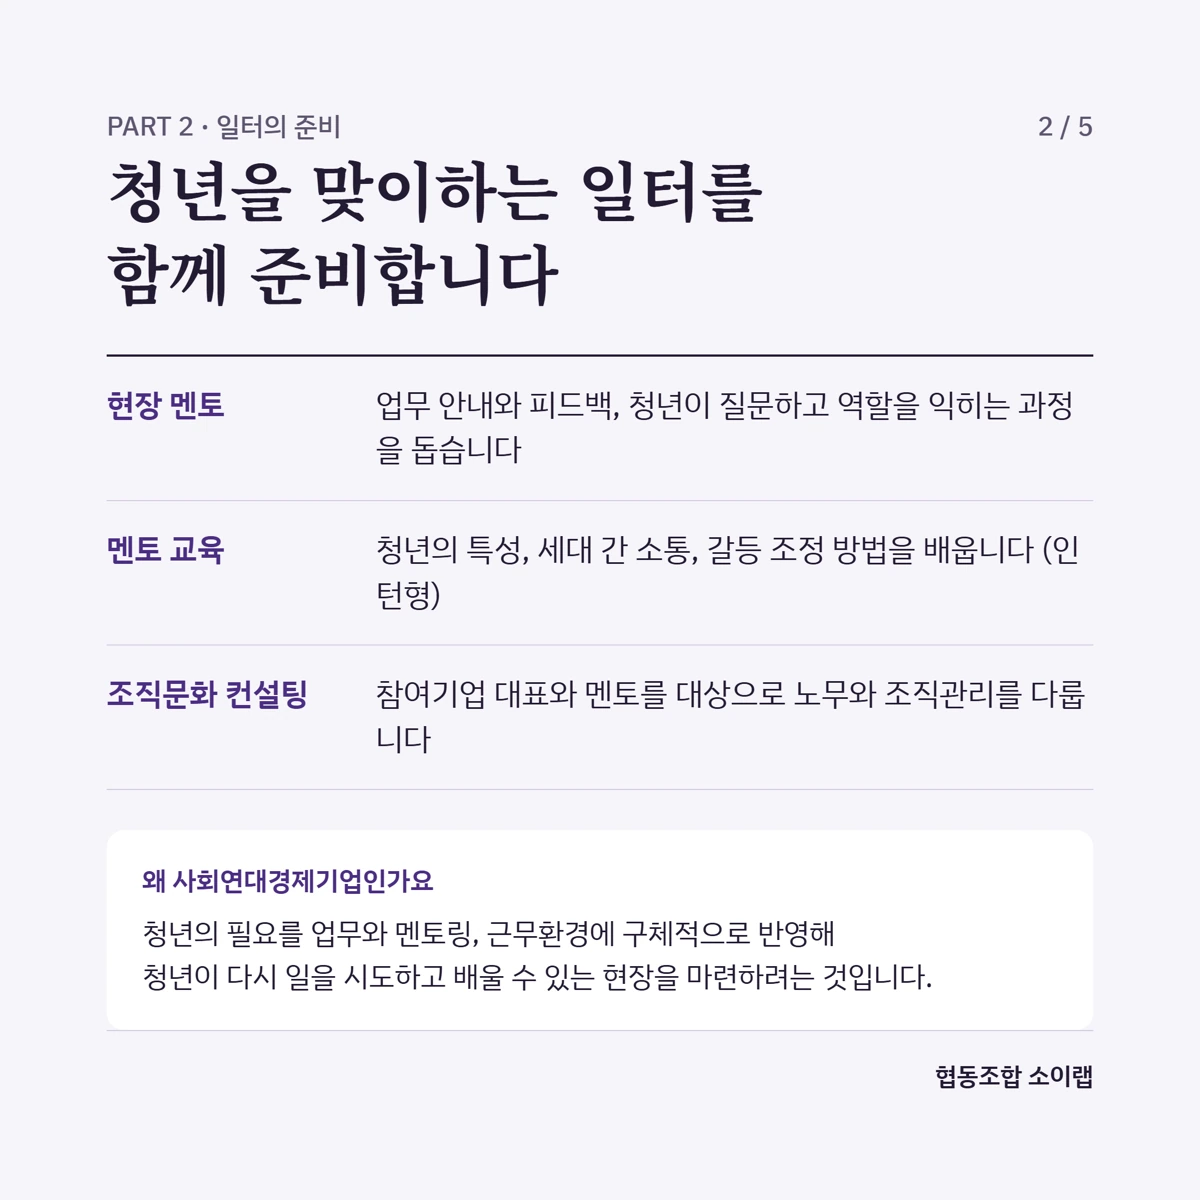 PART 2 · 일터의 준비
2 / 5
청년을 맞이하는 일터를
함께 준비합니다
현장 멘토
업무 안내와 피드백, 청년이 질문하고 역할을 익히는 과정
을 돕습니다
멘토 교육
청년의 특성, 세대 간 소통, 갈등 조정 방법을 배웁니다 (인
턴형)
조직문화 컨설팅
참여기업 대표와 멘토를 대상으로 노무와 조직관리를 다룹
니다
왜 사회연대경제기업인가요
청년의 필요를 업무와 멘토링, 근무환경에 구체적으로 반영해
청년이 다시 일을 시도하고 배울 수 있는 현장을 마련하려는 것입니다.
협동조합 소이랩